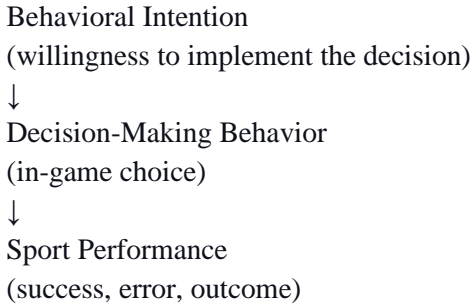 Behavioral Intention
(willingness to implement the decision)
↓
Decision-Making Behavior
(in-game choice)
↓
Sport Performance
(success, error, outcome)